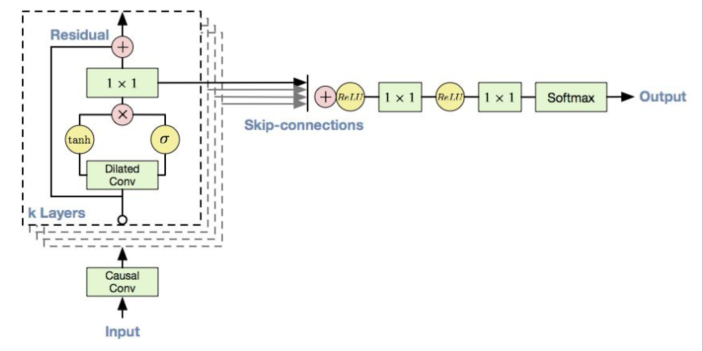 Residual
+
1 × 1
×
tanh
σ
Dilated
Conv
k Layers
Causal
Conv
Input
Skip-connections
+
ReLU
1 × 1
ReLU
1 × 1
Softmax
Output